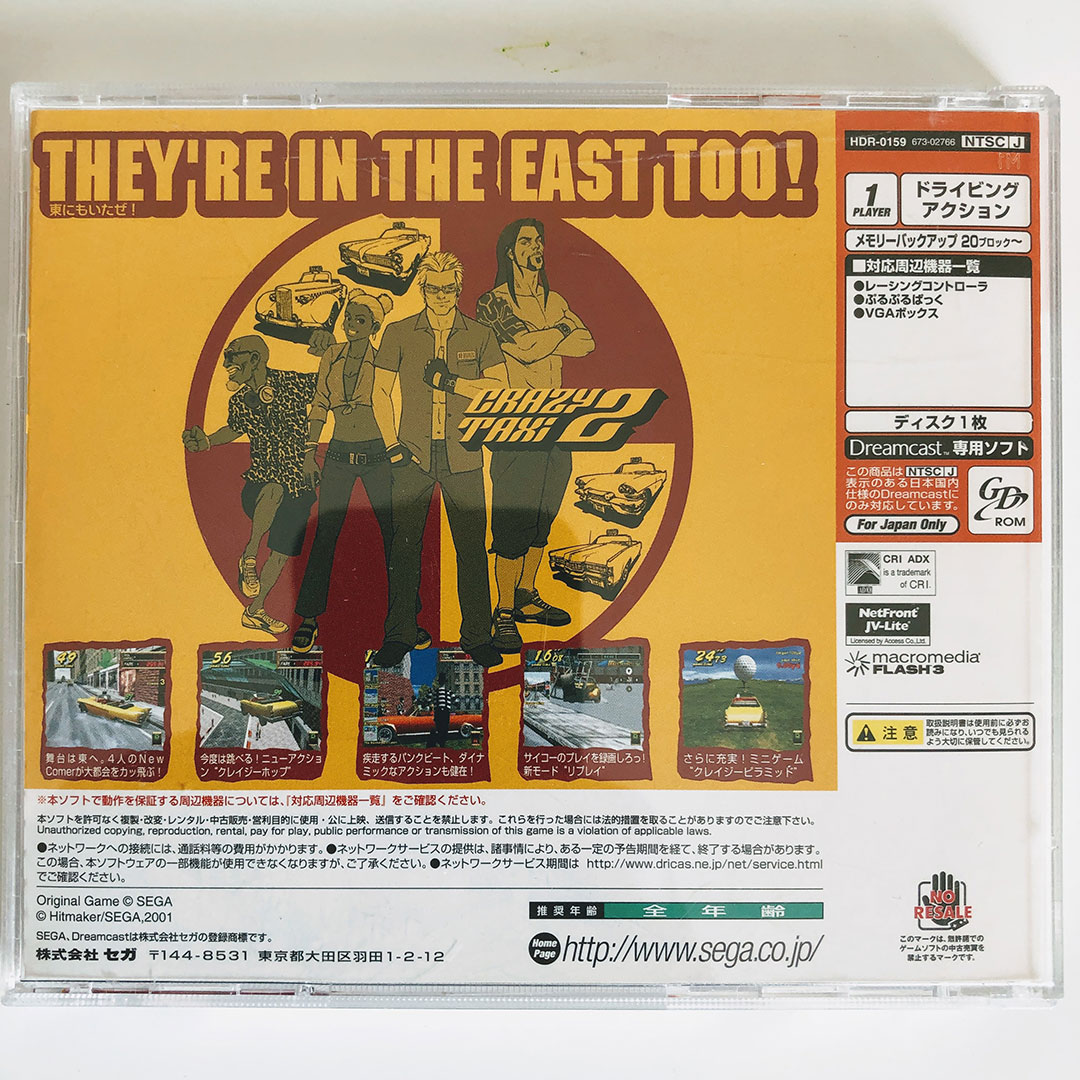 THEY'RE IN THE EAST TOO!
東にもいたぜ!
CRAZY
TAXi 2
舞台は東へ。4人のNew
Comerが大都会をカッ飛ぶ!
今度は跳べる!ニューアクショ
ン "クレイジーホップ"
疾走するパンクビート、ダイナ
ミックなアクションも健在!
サイコーのプレイを録画しろっ!
新モード "リプレイ"
さらに充実!ミニゲーム
"クレイジーピラミッド"
※本ソフトで動作を保証する周辺機器については、「対応周辺機器一覧」をご確認ください。
本ソフトを許可なく複製・改変・レンタル・中古販売・営利目的に使用・公に上映、送信することを禁止します。これらを行った場合には法的措置を取ることがありますのでご注意下さい。
Unauthorized copying, reproduction, rental, pay for play, public performance or transmission of this game is a violation of applicable laws.
●ネットワークへの接続には、通話料等の費用がかかります。●ネットワークサービスの提供は、諸事情により、ある一定の予告期間を経て、終了する場合があります。
この場合、本ソフトウェアの一部機能が使用できなくなりますが、ご了承ください。●ネットワークサービス期間は http://www.dricas.ne.jp/net/service.html
でご確認ください。
Original Game © SEGA
© Hitmaker/SEGA,2001
SEGA、Dreamcastは株式会社セガの登録商標です。
株式会社 セガ 〒144-8531 東京都大田区羽田1-2-12
推奨年齢 全年齢
Home
Page http://www.sega.co.jp/
HDR-0159 673-02766 NTSC J
1
PLAYER
ドライビング
アクション
メモリーバックアップ 20ブロック〜
■対応周辺機器一覧
●レーシングコントローラ
●ぷるぷるぱっく
●VGAボックス
ディスク1枚
Dreamcast™ 専用ソフト
この商品は NTSC J
表示のある日本国内
仕様のDreamcastに
のみ対応しています。
For Japan Only
GD
ROM
CRI ADX
is a trademark
of CRI.
NetFront
JV-Lite
Licensed by Access Co.,Ltd.
macromedia®
FLASH 3
注意
取扱説明書は使用前に必ずお
読みになり、いつでも見られる
よう大切に保管してください。
NO
RESALE
このマークは、無許諾での
ゲームソフトの中古売買を
禁止するマークです。